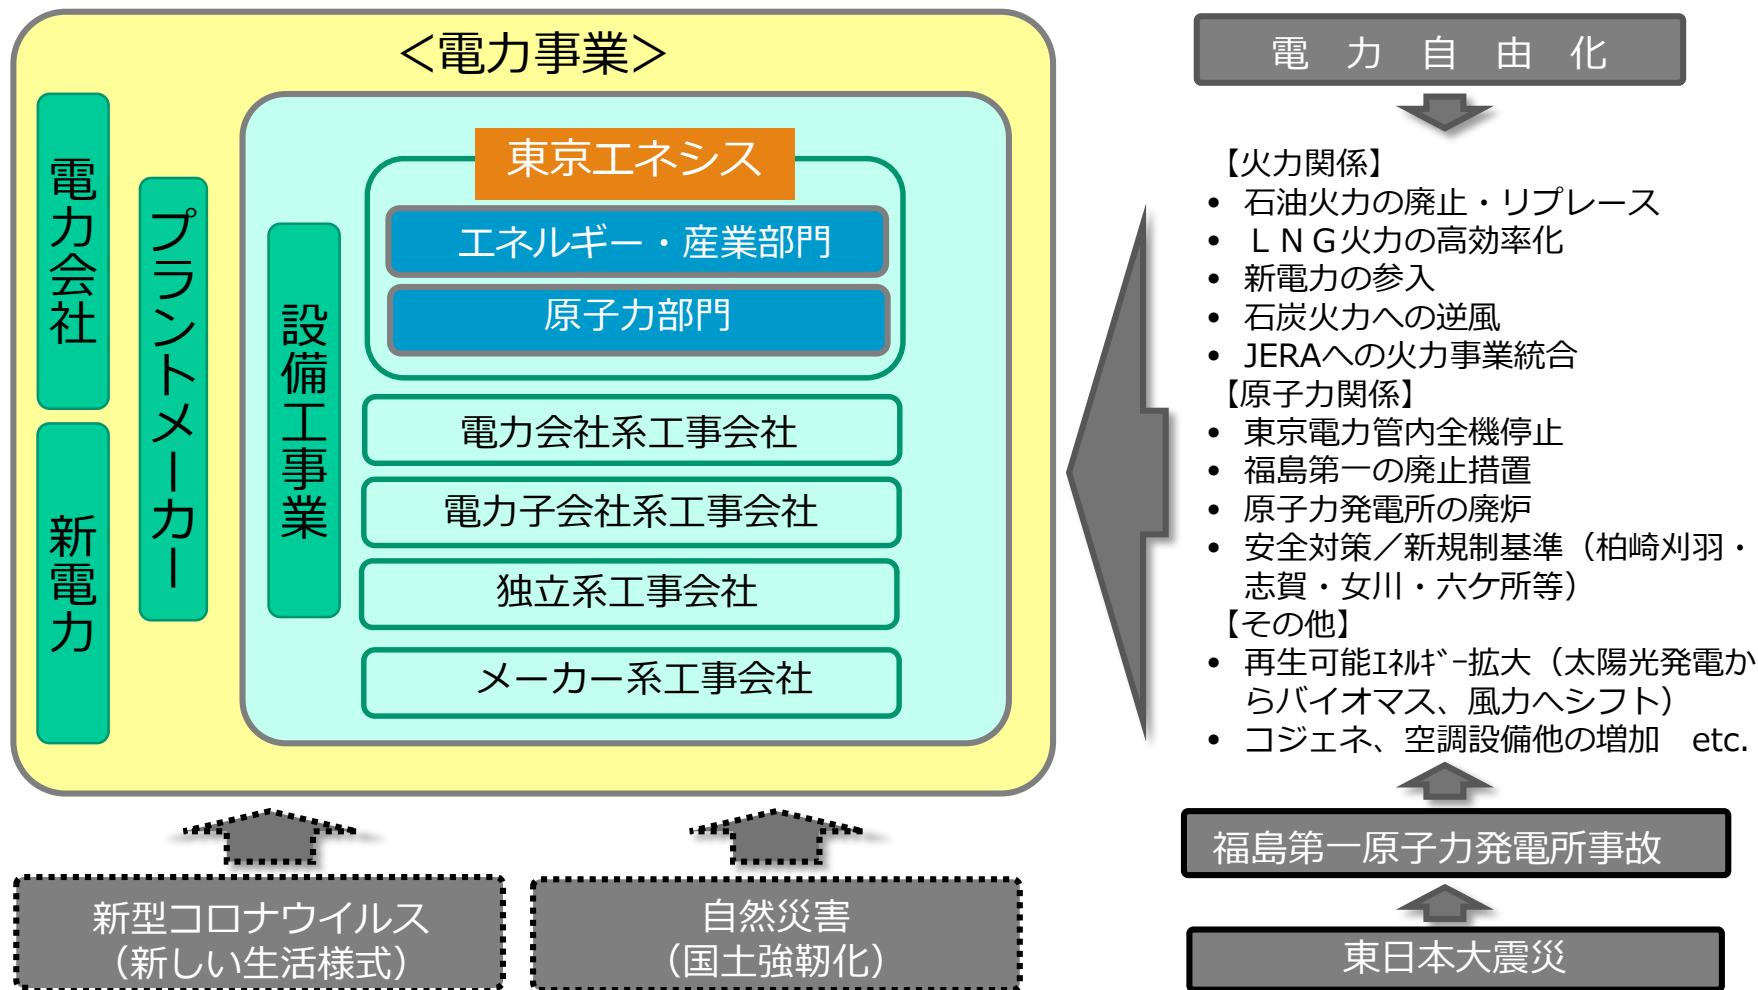 ＜電力事業＞
電力会社
新電力
プラントメーカー
設備工事業
東京エネシス
エネルギー・産業部門
原子力部門
電力会社系工事会社
電力子会社系工事会社
独立系工事会社
メーカー系工事会社
新型コロナウイルス
（新しい生活様式）
自然災害
（国土強靭化）
電　力　自　由　化
【火力関係】
• 石油火力の廃止・リプレース
• ＬＮＧ火力の高効率化
• 新電力の参入
• 石炭火力への逆風
• JERAへの火力事業統合
【原子力関係】
• 東京電力管内全機停止
• 福島第一の廃止措置
• 原子力発電所の廃炉
• 安全対策／新規制基準（柏崎刈羽・
志賀・女川・六ケ所等）
【その他】
• 再生可能ｴﾈﾙｷﾞｰ拡大（太陽光発電か
らバイオマス、風力へシフト）
• コジェネ、空調設備他の増加　etc.
福島第一原子力発電所事故
東日本大震災